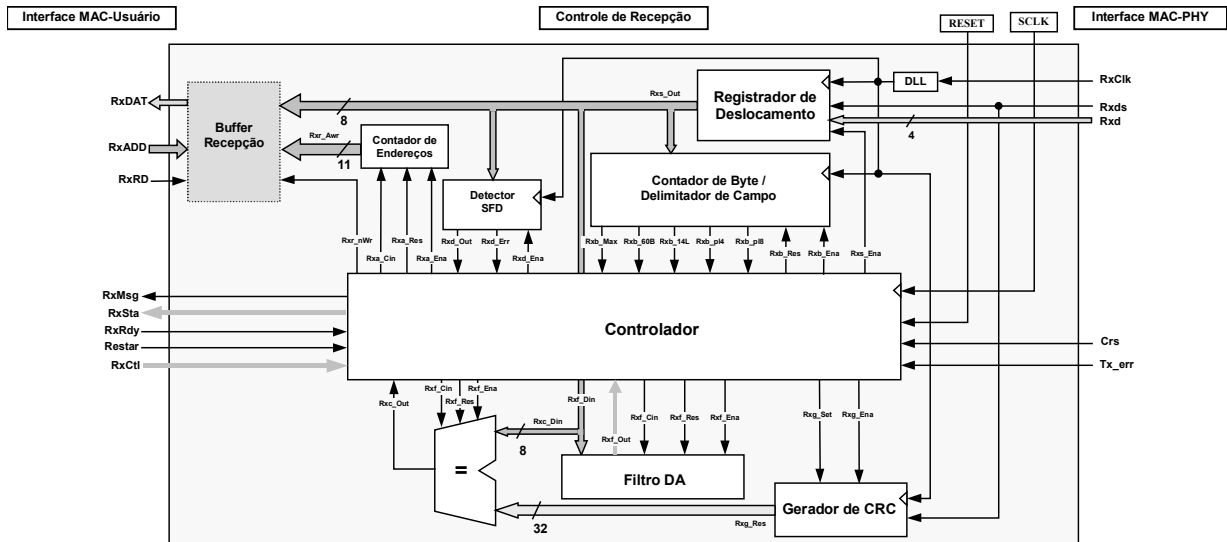 Interface MAC-Usuário
Controle de Recepção
Interface MAC-PHY
RESET
SCLK
RxDAT
RxADD
RxRD
Buffer
Recepção
8
Rxs_Out
Rxr_Awr
11
Contador de
Endereços
Registrador de
Deslocamento
DLL
RxClk
Rxds
Rxd
4
Detector
SFD
Contador de Byte /
Delimitador de Campo
Rxr_nWr
Rxa_Cin
Rxa_Res
Rxa_Ena
Rxd_Out
Rxd_Err
Rxd_Ena
Rxb_Max
Rxb_60B
Rxb_14L
Rxb_pl4
Rxb_pl8
Rxb_Res
Rxb_Ena
Rxs_Ena
RxMsg
RxSta
RxRdy
Restar
RxCtl
Controlador
Crs
Tx_err
Rxc_Out
Rxf_Cin
Rxf_Res
Rxf_Ena
Rxf_Din
Rxc_Din
8
Rxf_Out
Rxf_Cin
Rxf_Res
Rxf_Ena
Rxg_Set
Rxg_Ena
=
Filtro DA
Gerador de CRC
32
Rxg_Res